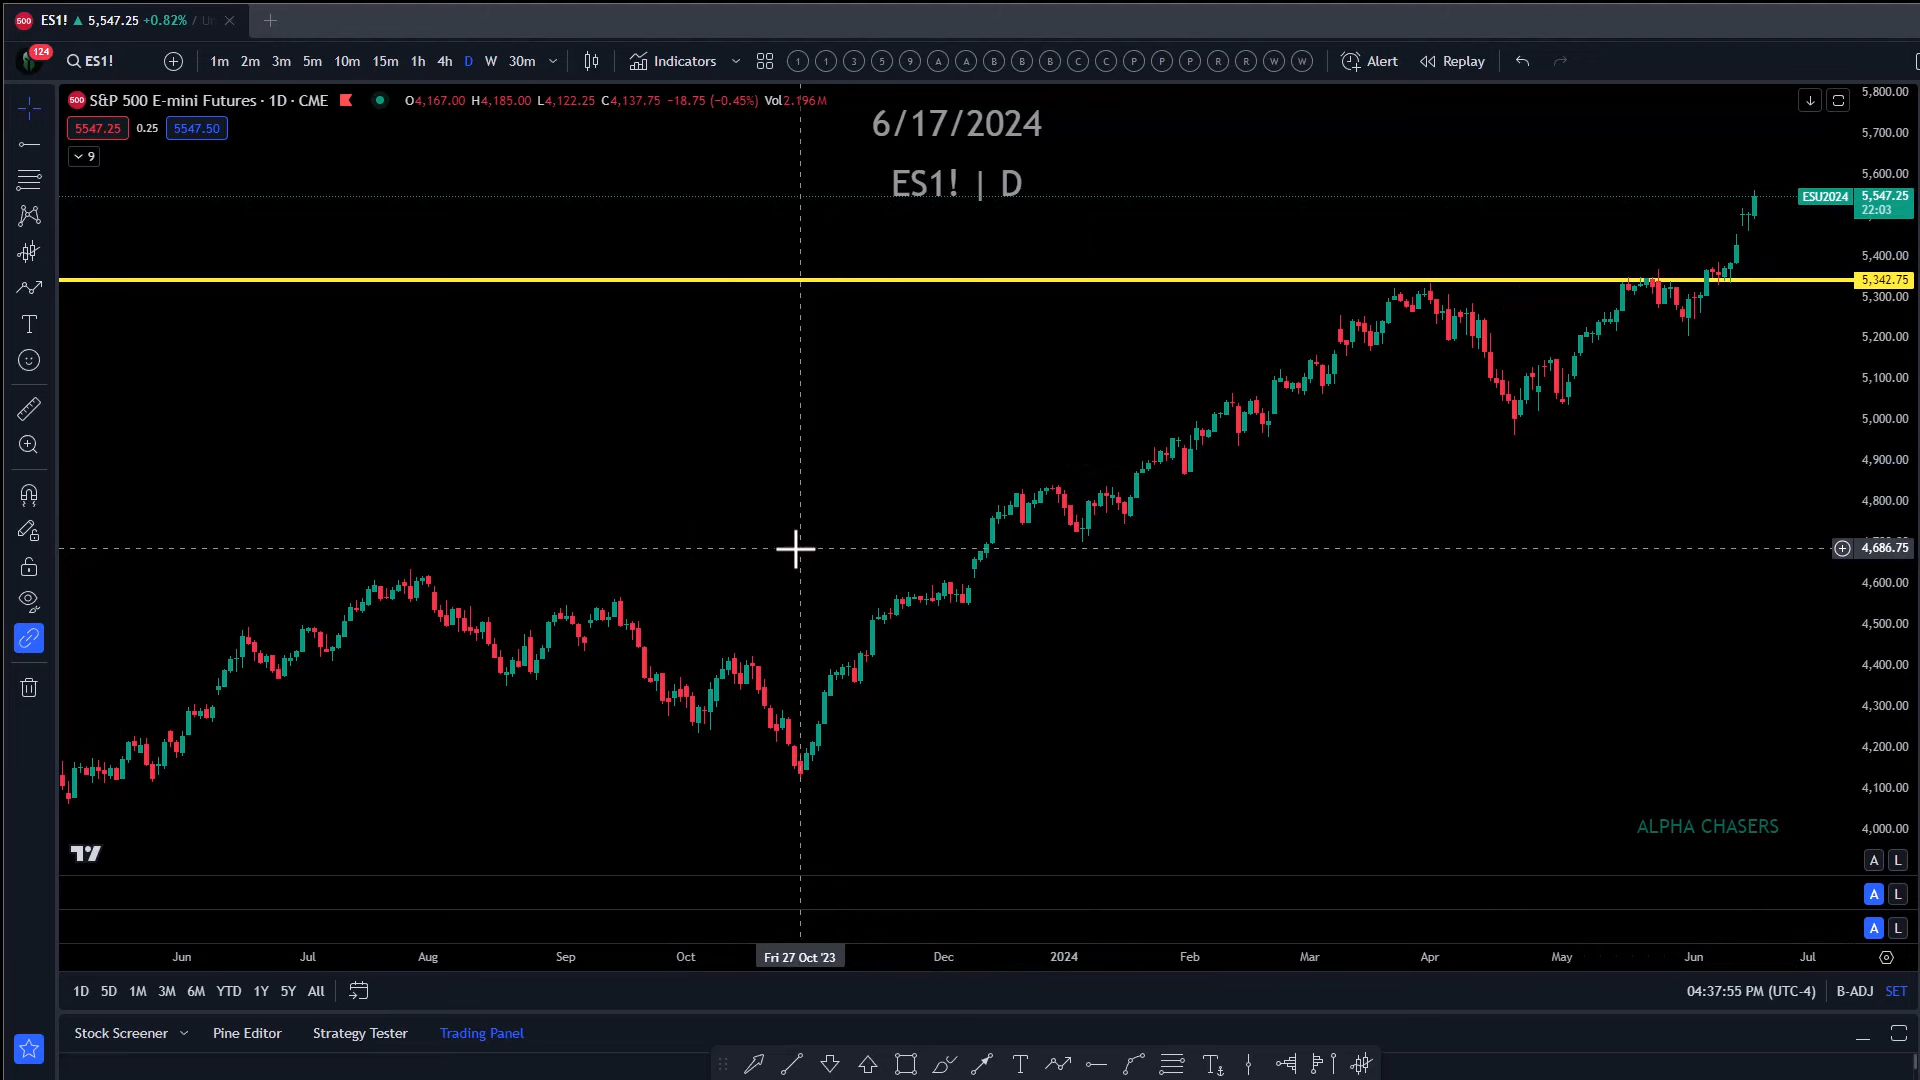 ES1! ▲ 5,547.25 +0.82% / Un
124 ES1! 1m 2m 3m 5m 10m 15m 1h 4h D W 30m Indicators 1 1 3 5 9 A A B B B C C P P P R R W W Alert Replay
500 S&P 500 E-mini Futures · 1D · CME O4,167.00 H4,185.00 L4,122.25 C4,137.75 −18.75 (−0.45%) Vol2.196M
5547.25 0.25 5547.50
9
6/17/2024
ES1! | D
5,800.00
5,700.00
5,600.00
ESU2024 5,547.25
22:03
5,400.00
5,342.75
5,300.00
5,200.00
5,100.00
5,000.00
4,900.00
4,800.00
4,686.75
4,600.00
4,500.00
4,400.00
4,300.00
4,200.00
4,100.00
4,000.00
ALPHA CHASERS
A L
A L
A L
Jun Jul Aug Sep Oct Fri 27 Oct '23 Dec 2024 Feb Mar Apr May Jun Jul
1D 5D 1M 3M 6M YTD 1Y 5Y All 04:37:55 PM (UTC-4) B-ADJ SET
Stock Screener Pine Editor Strategy Tester Trading Panel